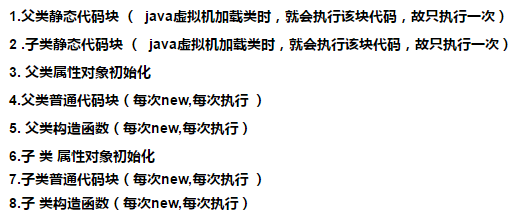 1.父类静态代码块（ java虚拟机加载类时，就会执行该块代码，故只执行一次）
2 .子类静态代码块 （ java虚拟机加载类时，就会执行该块代码，故只执行一次）
3. 父类属性对象初始化
4.父类普通代码块（每次new,每次执行 ）
5. 父类构造函数（每次new,每次执行）
6.子 类 属性对象初始化
7.子类普通代码块（每次new,每次执行 ）
8.子 类构造函数（每次new,每次执行）